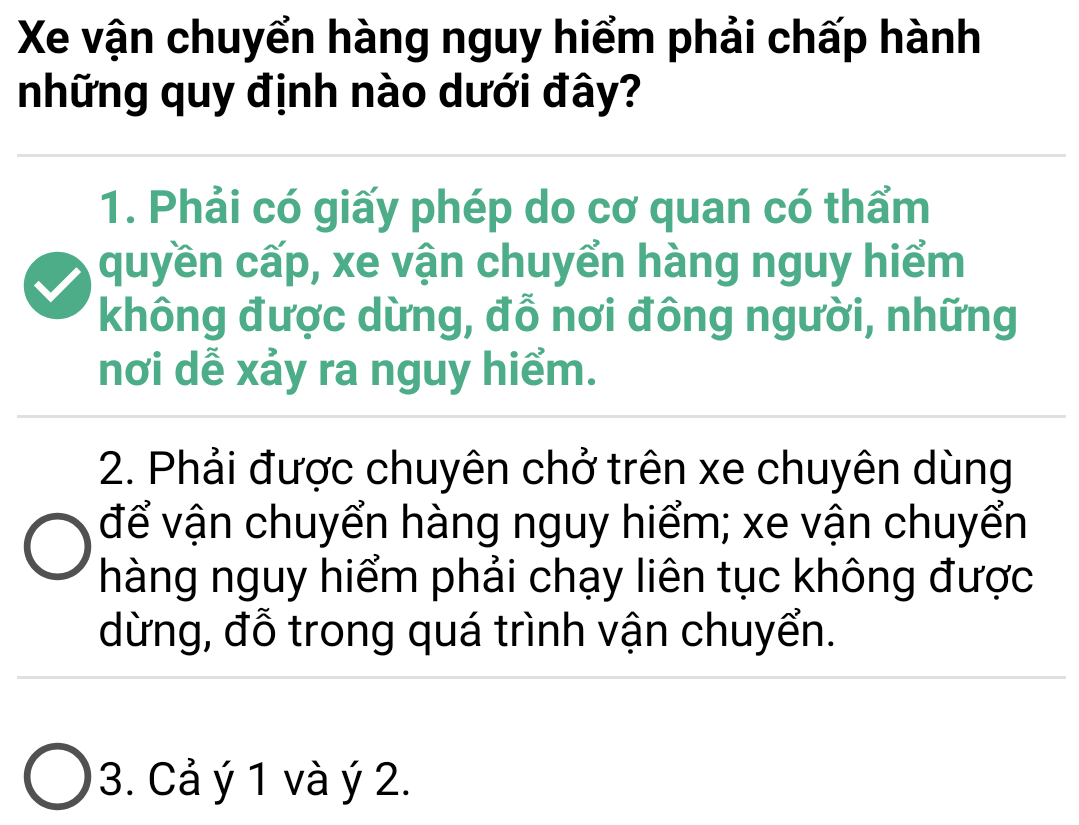 Xe vận chuyển hàng nguy hiểm phải chấp hành
những quy định nào dưới đây?
1. Phải có giấy phép do cơ quan có thẩm
quyền cấp, xe vận chuyển hàng nguy hiểm
không được dừng, đỗ nơi đông người, những
nơi dễ xảy ra nguy hiểm.
2. Phải được chuyên chở trên xe chuyên dùng
để vận chuyển hàng nguy hiểm; xe vận chuyển
hàng nguy hiểm phải chạy liên tục không được
dừng, đỗ trong quá trình vận chuyển.
3. Cả ý 1 và ý 2.